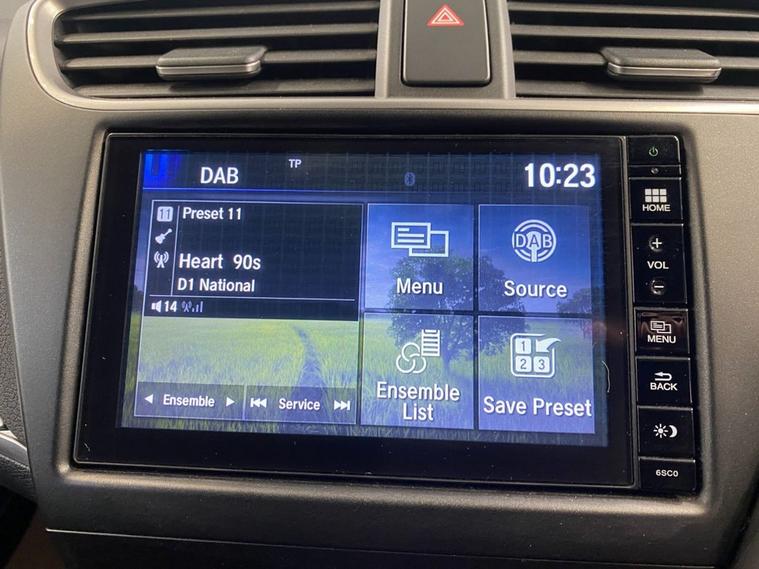 DAB
TP
10:23
11 Preset 11
Heart 90s
D1 National
14
Menu
DAB
Source
Ensemble List
1
2 3
Save Preset
Ensemble
Service
HOME
+
VOL
-
MENU
BACK
6SC0